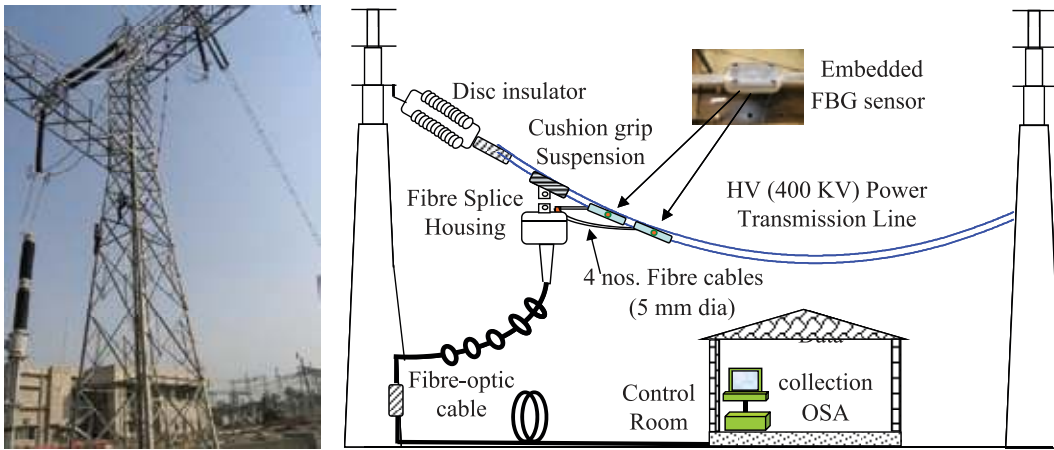 Disc insulator
Embedded
FBG sensor
Cushion grip
Suspension
HV (400 KV) Power
Transmission Line
Fibre Splice
Housing
4 nos. Fibre cables
(5 mm dia)
Data
collection
OSA
Fibre-optic
cable
Control
Room